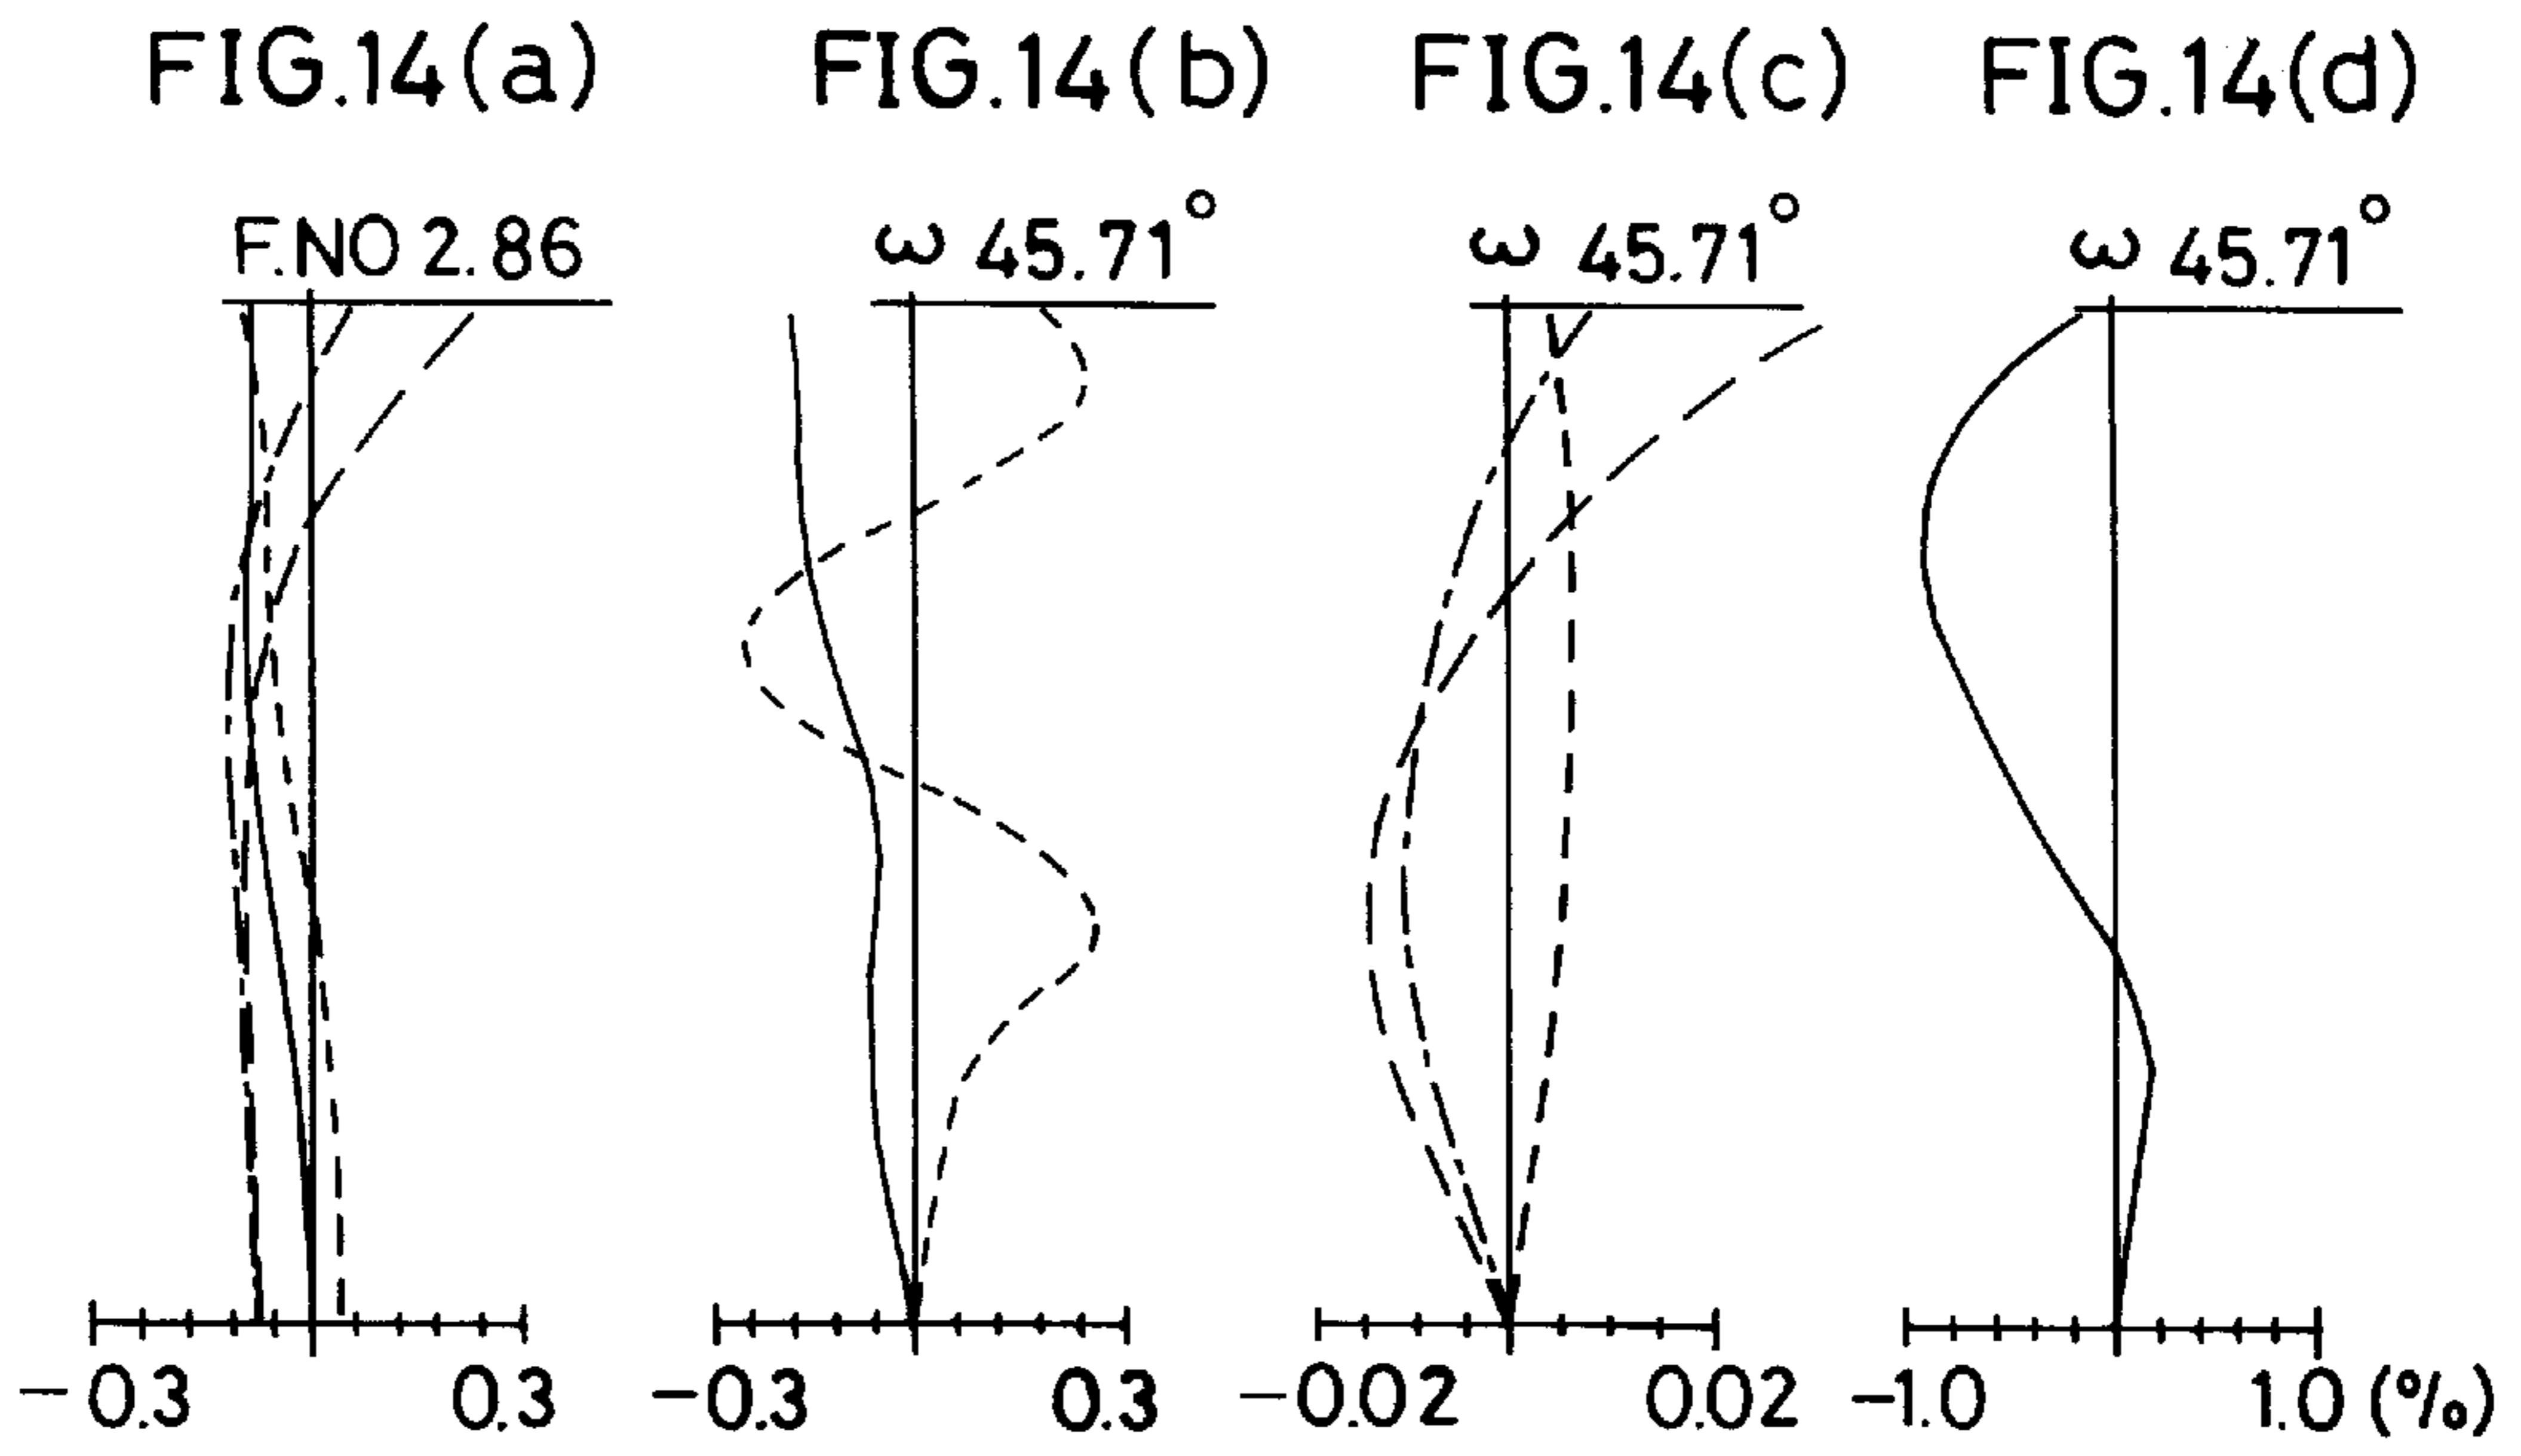 FIG.14(a) FIG.14(b) FIG.14(c) FIG.14(d)
F.NO 2.86 ω 45.71° ω 45.71° ω 45.71°
-0.3 0.3 -0.3 0.3 -0.02 0.02 -1.0 1.0 (%)